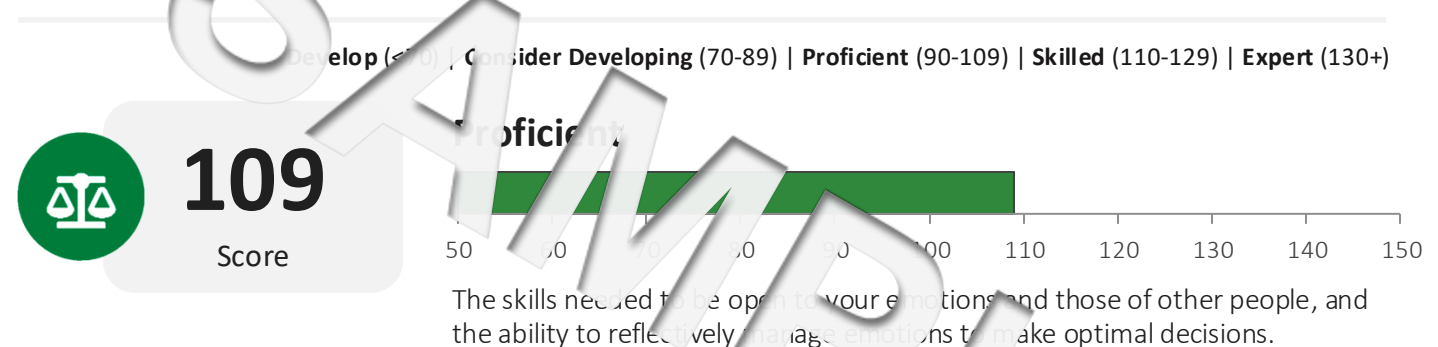 Develop (<70) | Consider Developing (70-89) | Proficient (90-109) | Skilled (110-129) | Expert (130+)
109
Score
Proficient
50 60 70 80 90 100 110 120 130 140 150
The skills needed to be open to your emotions and those of other people, and
the ability to reflectively manage emotions to make optimal decisions.
SAMP